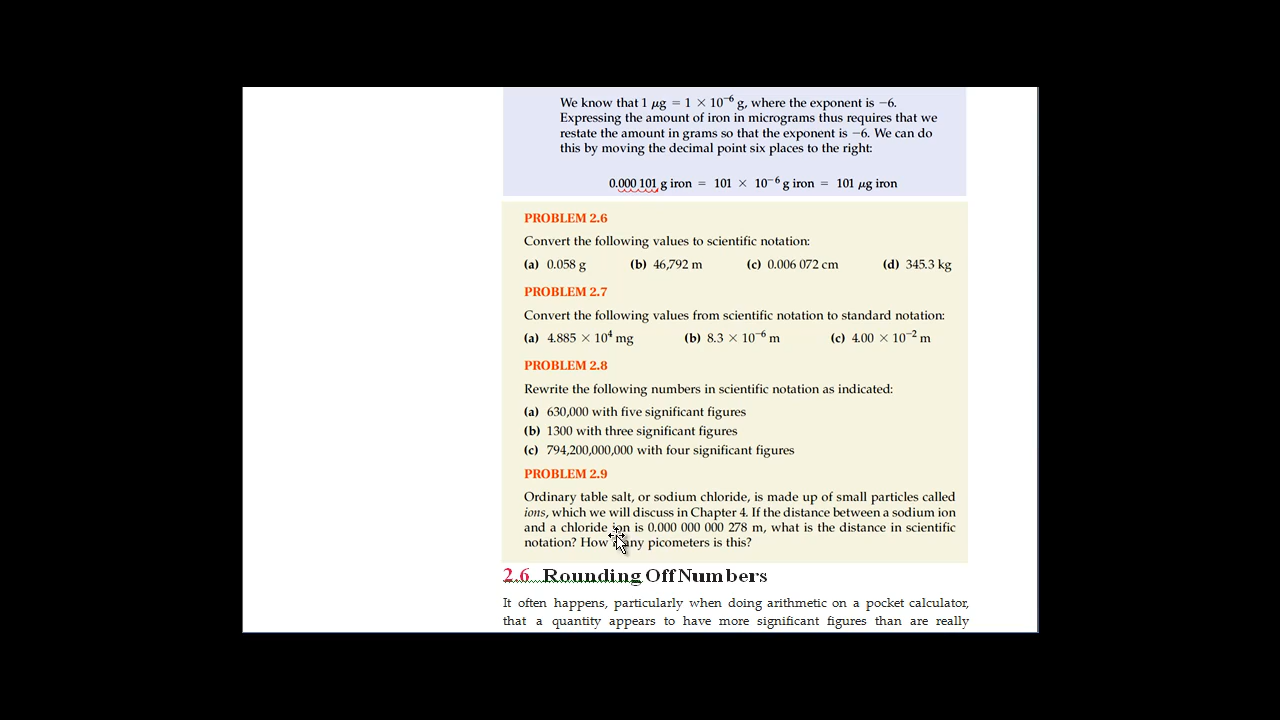 We know that 1 μg = 1 × 10⁻⁶ g, where the exponent is −6.
Expressing the amount of iron in micrograms thus requires that we
restate the amount in grams so that the exponent is −6. We can do
this by moving the decimal point six places to the right:
0.000 101 g iron = 101 × 10⁻⁶ g iron = 101 μg iron
PROBLEM 2.6
Convert the following values to scientific notation:
(a) 0.058 g (b) 46,792 m (c) 0.006 072 cm (d) 345.3 kg
PROBLEM 2.7
Convert the following values from scientific notation to standard notation:
(a) 4.885 × 10⁴ mg (b) 8.3 × 10⁻⁶ m (c) 4.00 × 10⁻² m
PROBLEM 2.8
Rewrite the following numbers in scientific notation as indicated:
(a) 630,000 with five significant figures
(b) 1300 with three significant figures
(c) 794,200,000,000 with four significant figures
PROBLEM 2.9
Ordinary table salt, or sodium chloride, is made up of small particles called
ions, which we will discuss in Chapter 4. If the distance between a sodium ion
and a chloride ion is 0.000 000 000 278 m, what is the distance in scientific
notation? How many picometers is this?
2.6 Rounding Off Numbers
It often happens, particularly when doing arithmetic on a pocket calculator,
that a quantity appears to have more significant figures than are really